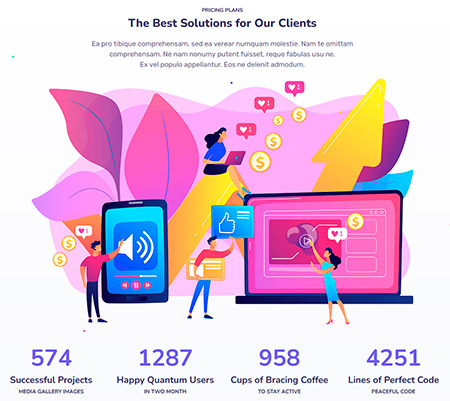 PRICING PLANS
The Best Solutions for Our Clients
Ea pro tibique comprehensam, sed ea verear numquam molestie. Nam te omittam
comprehensam. Ne nam nonumy putent fuisset, reque fabulas usu ne.
Ex vel populo appellantur. Eos ne delenit admodum.
1
1
1
1
1
574 1287 958 4251
Successful Projects Happy Quantum Users Cups of Bracing Coffee Lines of Perfect Code
MEDIA GALLERY IMAGES IN TWO MONTH TO STAY ACTIVE PEACEFUL CODE